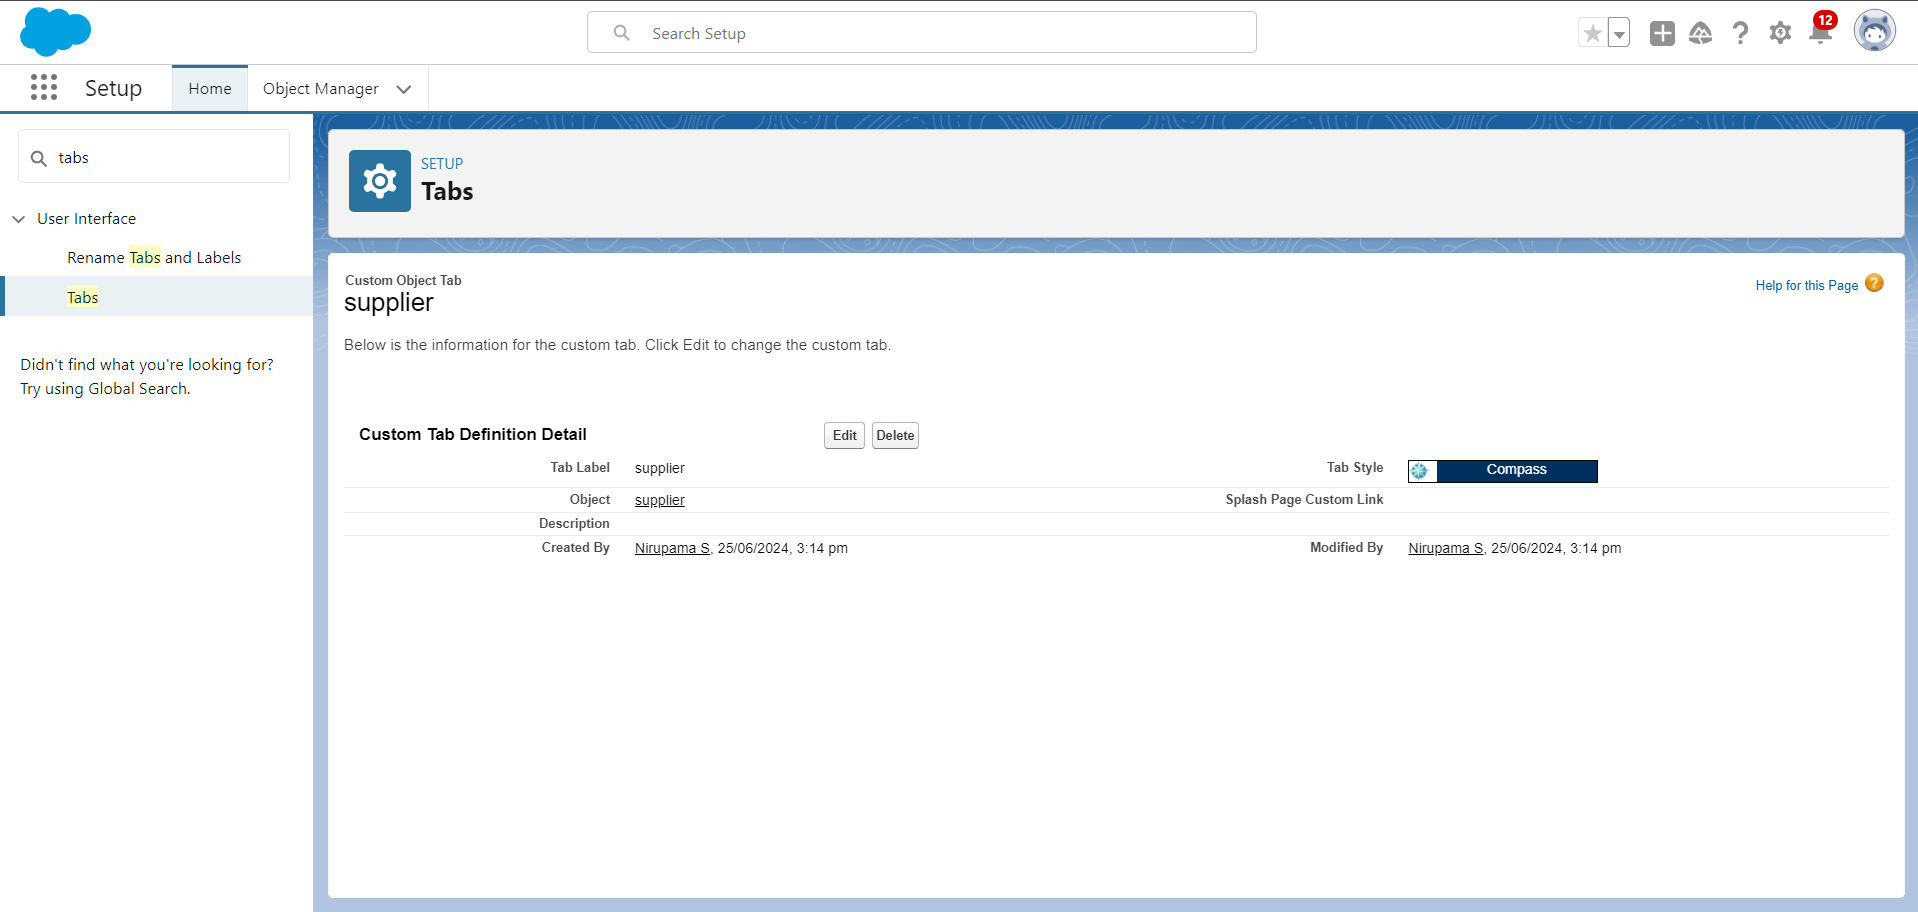 Search Setup
12
Setup
Home
Object Manager
tabs
User Interface
Rename Tabs and Labels
Tabs
Didn't find what you're looking for?
Try using Global Search.
SETUP
Tabs
Custom Object Tab
supplier
Help for this Page ?
Below is the information for the custom tab. Click Edit to change the custom tab.
Custom Tab Definition Detail
Edit
Delete
Tab Label supplier
Tab Style Compass
Object supplier
Splash Page Custom Link
Description
Created By Nirupama S, 25/06/2024, 3:14 pm
Modified By Nirupama S, 25/06/2024, 3:14 pm